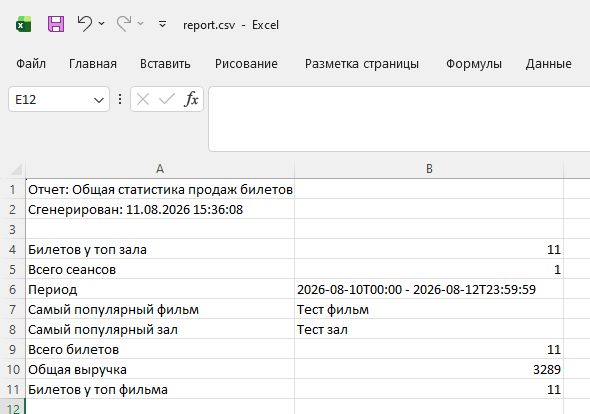 report.csv - Excel
Файл Главная Вставить Рисование Разметка страницы Формулы Данные
E12 fx
A B
1 Отчет: Общая статистика продаж билетов
2 Сгенерирован: 11.08.2026 15:36:08
3
4 Билетов у топ зала 11
5 Всего сеансов 1
6 Период 2026-08-10T00:00 - 2026-08-12T23:59:59
7 Самый популярный фильм Тест фильм
8 Самый популярный зал Тест зал
9 Всего билетов 11
10 Общая выручка 3289
11 Билетов у топ фильма 11
12